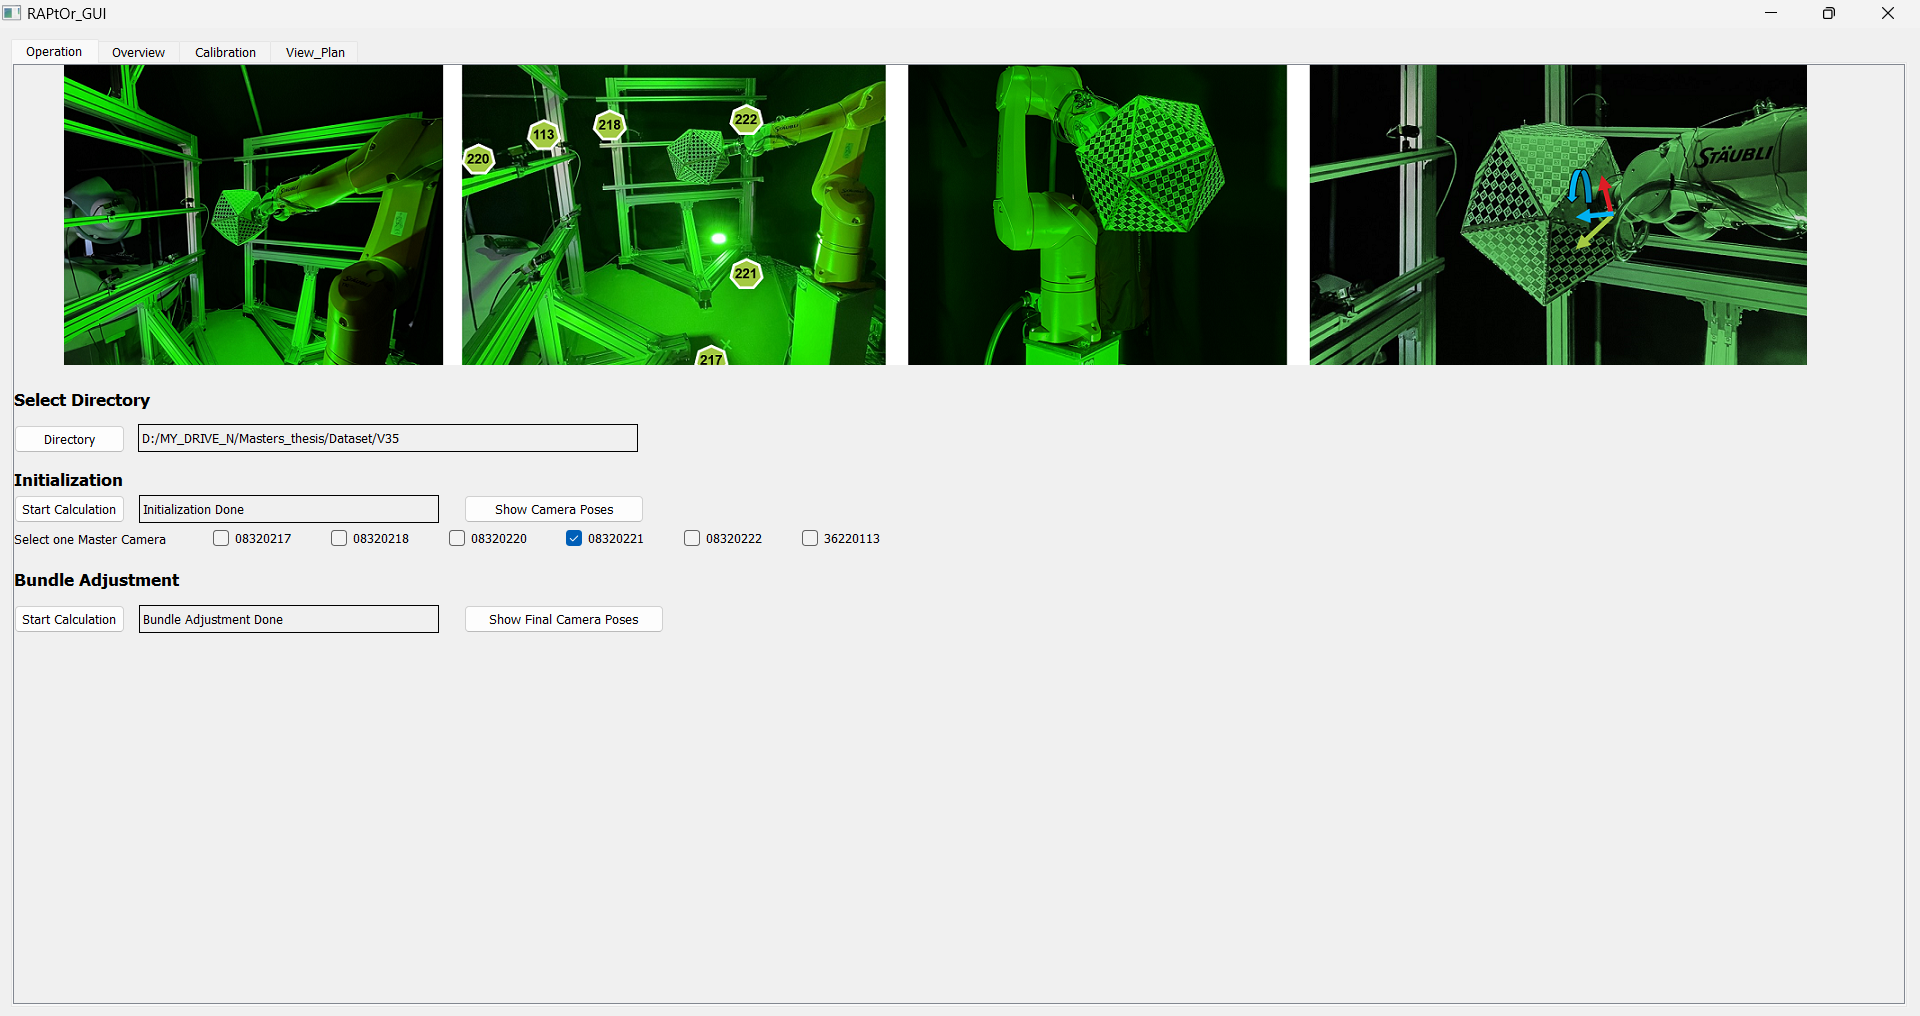 RAPtOr_GUI
Operation Overview Calibration View_Plan
220 113 218 222 221 217
STÄUBLI
STÄUBLI
Select Directory
Directory D:/MY_DRIVE_N/Masters_thesis/Dataset/V35
Initialization
Start Calculation Initialization Done Show Camera Poses
Select one Master Camera 08320217 08320218 08320220 08320221 08320222 36220113
Bundle Adjustment
Start Calculation Bundle Adjustment Done Show Final Camera Poses